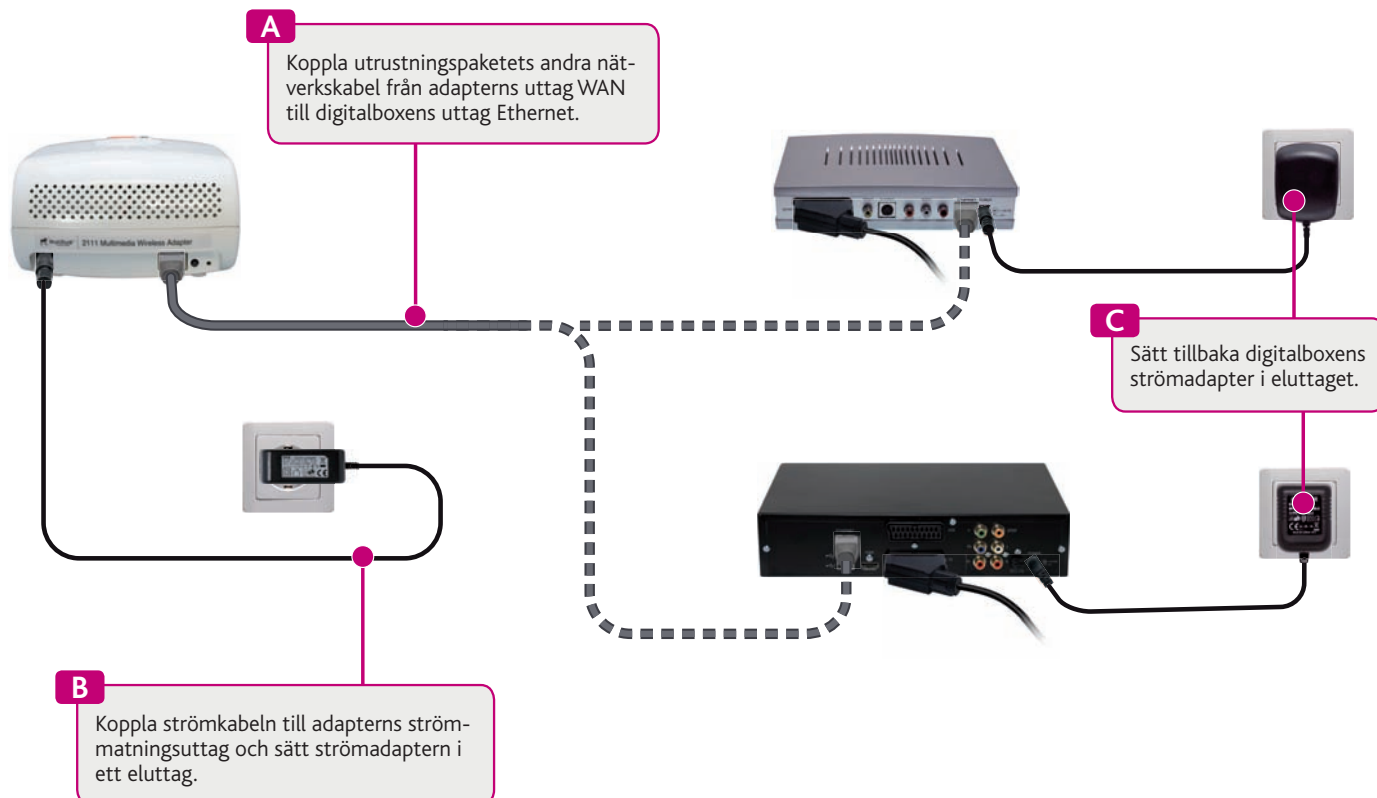 A
Koppla utrustningspaketets andra nät-
verkskabel från adapterns uttag WAN
till digitalboxens uttag Ethernet.
2111 Multimedia Wireless Adapter
C
Sätt tillbaka digitalboxens
strömadapter i eluttaget.
B
Koppla strömkabeln till adapterns ström-
matningsuttag och sätt strömadaptern i
ett eluttag.